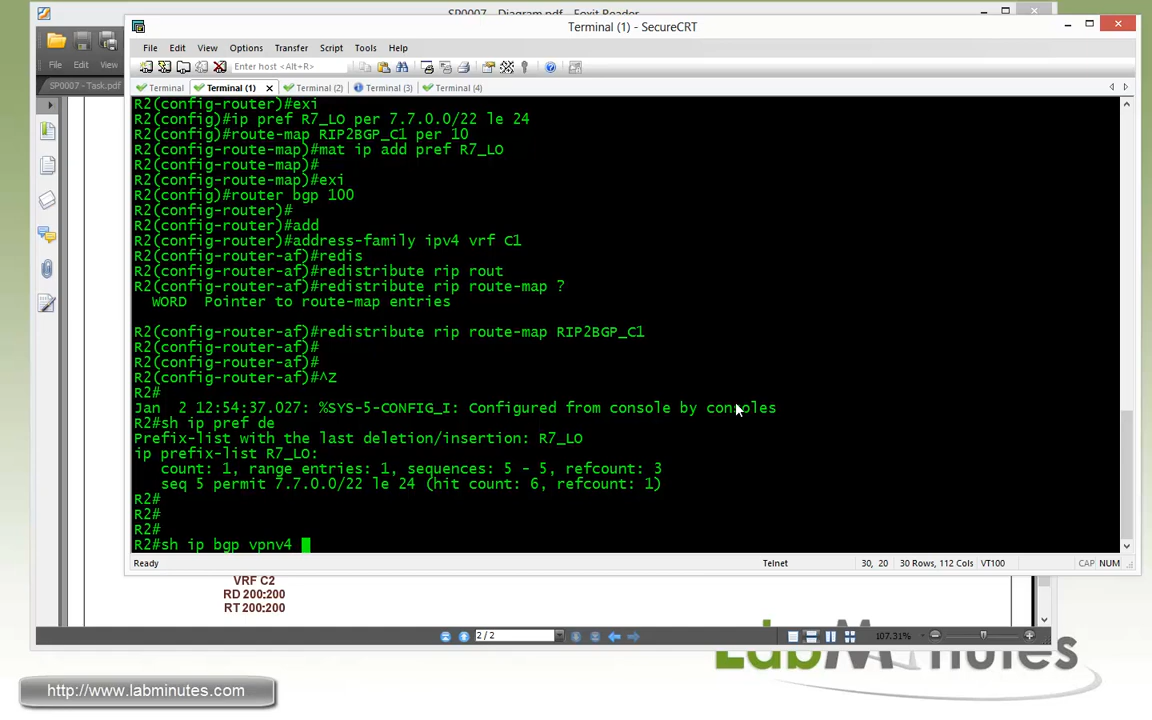 SP0007 - Diagram.pdf - Foxit Reader
Terminal (1) - SecureCRT
File Edit View Options Transfer Script Tools Help
Enter host <Alt+R>
File Edit View
SP0007 - Task.pdf
Terminal Terminal (1) Terminal (2) Terminal (3) Terminal (4)
R2(config-router)#exi
R2(config)#ip pref R7_LO per 7.7.0.0/22 le 24
R2(config)#route-map RIP2BGP_C1 per 10
R2(config-route-map)#mat ip add pref R7_LO
R2(config-route-map)#
R2(config-route-map)#exi
R2(config)#router bgp 100
R2(config-router)#
R2(config-router)#add
R2(config-router)#address-family ipv4 vrf C1
R2(config-router-af)#redis
R2(config-router-af)#redistribute rip rout
R2(config-router-af)#redistribute rip route-map ?
WORD Pointer to route-map entries
R2(config-router-af)#redistribute rip route-map RIP2BGP_C1
R2(config-router-af)#
R2(config-router-af)#
R2(config-router-af)#^Z
R2#
Jan 2 12:54:37.027: %SYS-5-CONFIG_I: Configured from console by consoles
R2#sh ip pref de
Prefix-list with the last deletion/insertion: R7_LO
ip prefix-list R7_LO:
count: 1, range entries: 1, sequences: 5 - 5, refcount: 3
seq 5 permit 7.7.0.0/22 le 24 (hit count: 6, refcount: 1)
R2#
R2#
R2#
R2#sh ip bgp vpnv4
Ready Telnet 30, 20 30 Rows, 112 Cols VT100 CAP NUM
VRF C2
RD 200:200
RT 200:200
2 / 2 107.31%
LabMinutes
http://www.labminutes.com